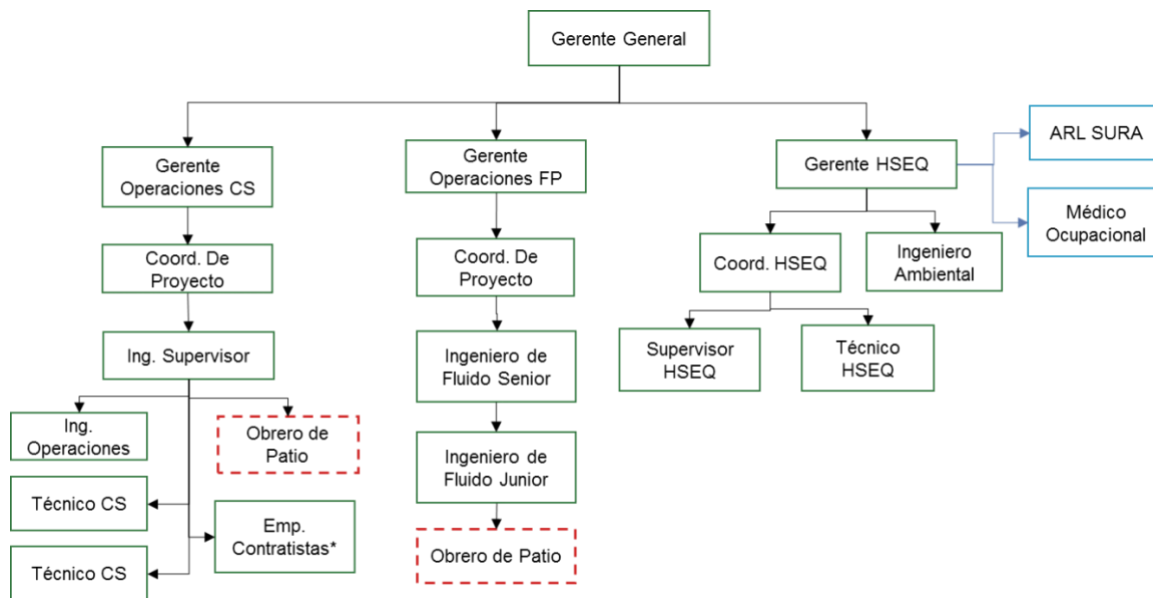 Gerente General
Gerente
Operaciones CS
Gerente
Operaciones FP
Gerente HSEQ
ARL SURA
Médico
Ocupacional
Coord. De
Proyecto
Coord. De
Proyecto
Coord. HSEQ
Ingeniero
Ambiental
Ing. Supervisor
Ingeniero de
Fluido Senior
Supervisor
HSEQ
Técnico
HSEQ
Ing.
Operaciones
Obrero de
Patio
Ingeniero de
Fluido Junior
Técnico CS
Emp.
Contratistas*
Obrero de Patio
Técnico CS